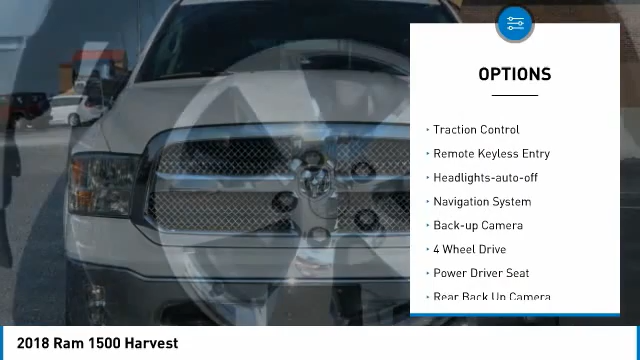 OPTIONS
• Traction Control
• Remote Keyless Entry
• Headlights-auto-off
• Navigation System
• Back-up Camera
• 4 Wheel Drive
• Power Driver Seat
• Rear Back Up Camera
2018 Ram 1500 Harvest